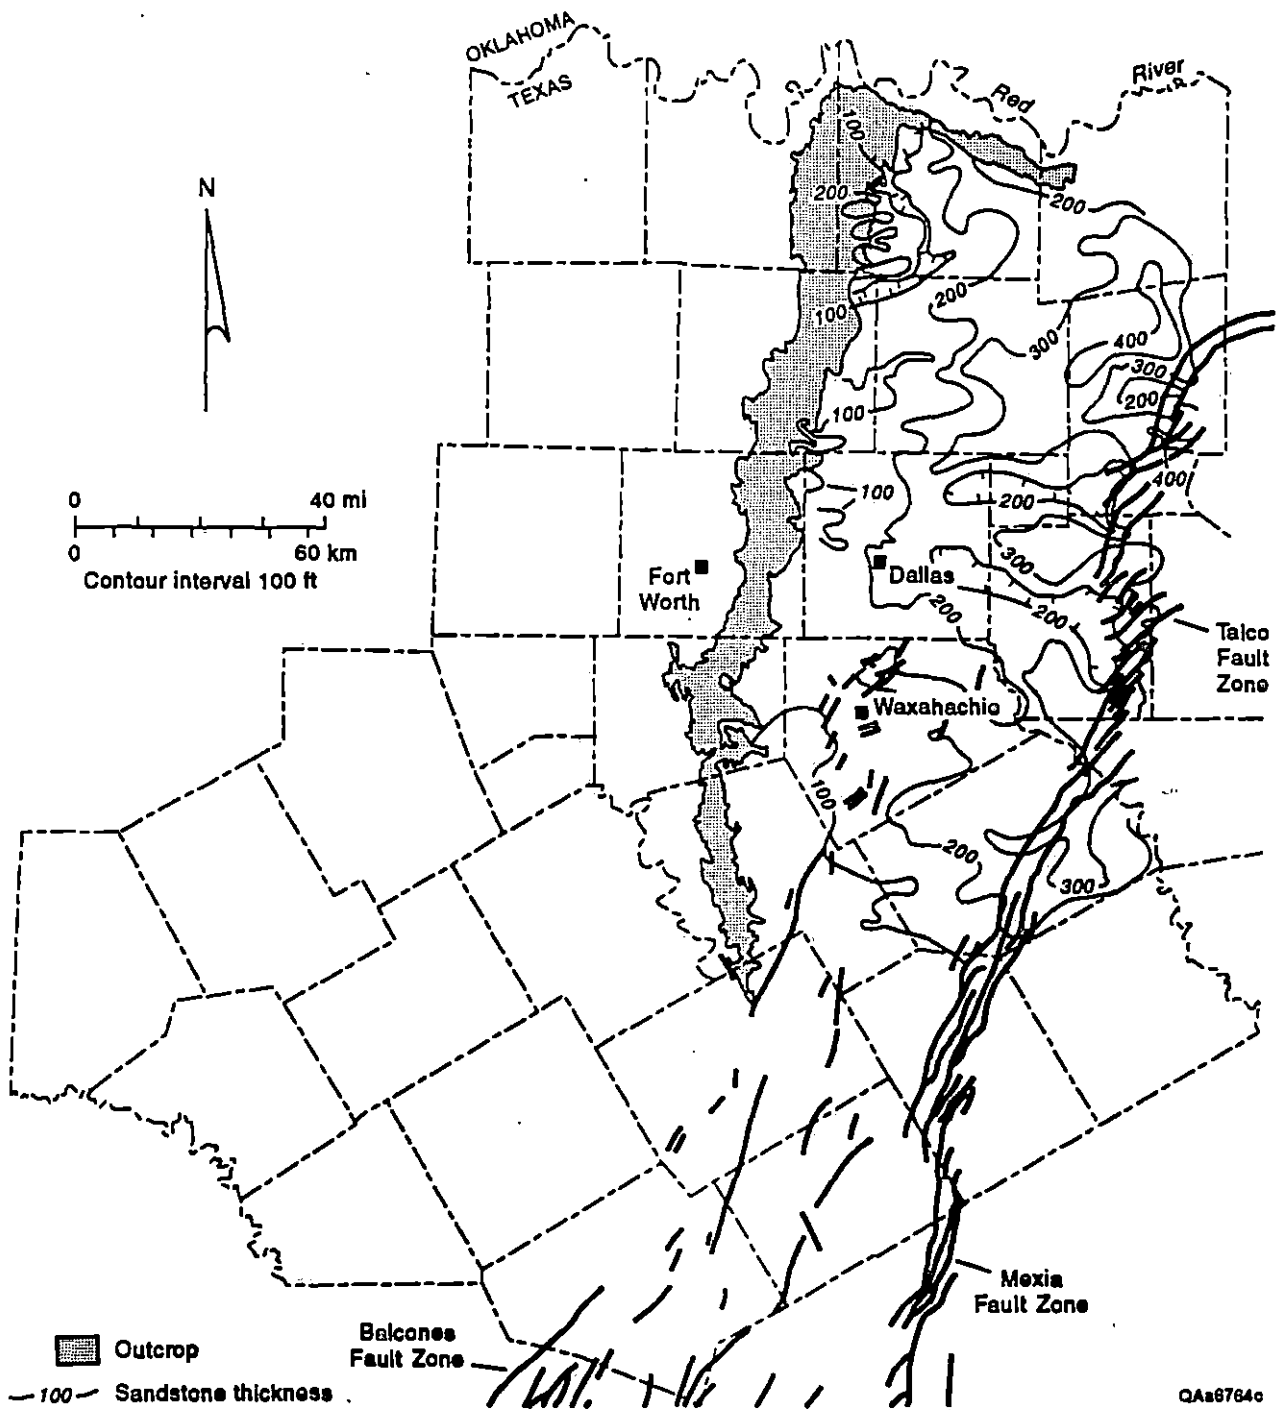 OKLAHOMA
TEXAS
Red
River
N
100
200
200
200
100
300
400
300
200
100
0
40 mi
100
200
400
0
60 km
Contour interval 100 ft
Fort
Worth
Dallas
300
200
200
Talco
Fault
Zone
Waxahachie
100
200
300
Mexia
Fault Zone
Balcones
Fault Zone
Outcrop
100 Sandstone thickness
QAa6764c